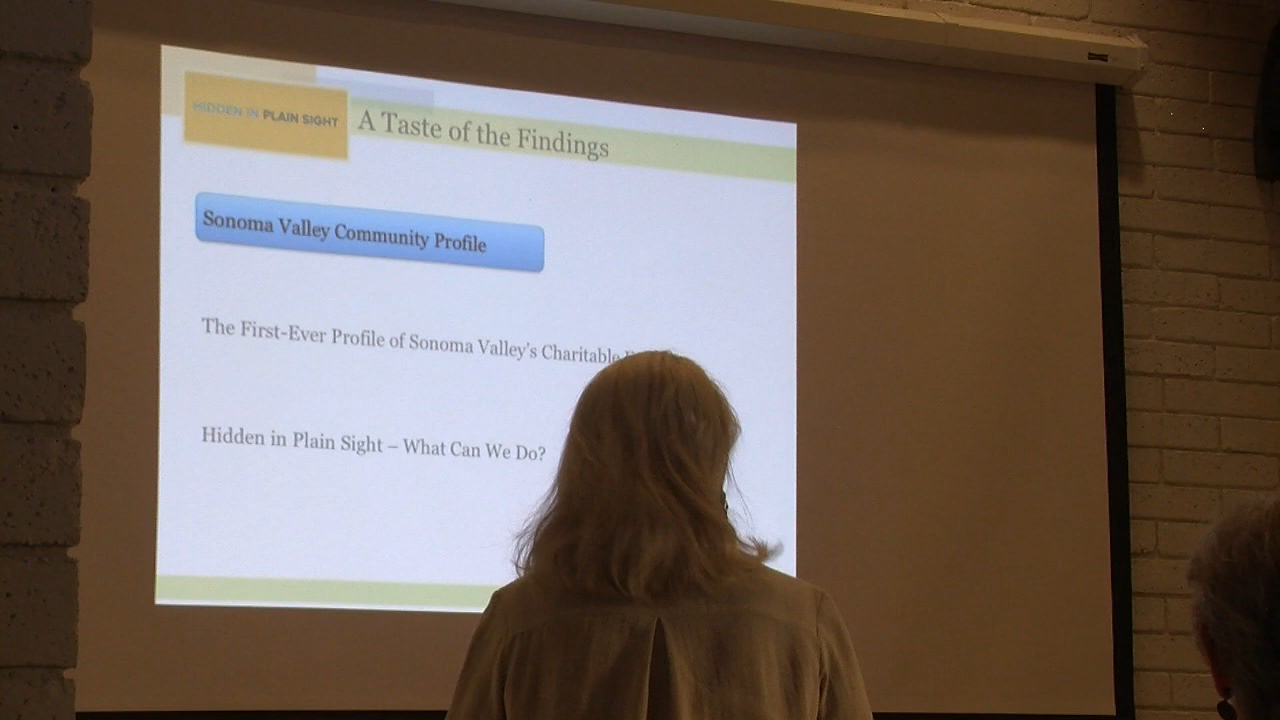 HIDDEN IN PLAIN SIGHT
A Taste of the Findings
Sonoma Valley Community Profile
The First-Ever Profile of Sonoma Valley's Charitable
Hidden in Plain Sight – What Can We Do?